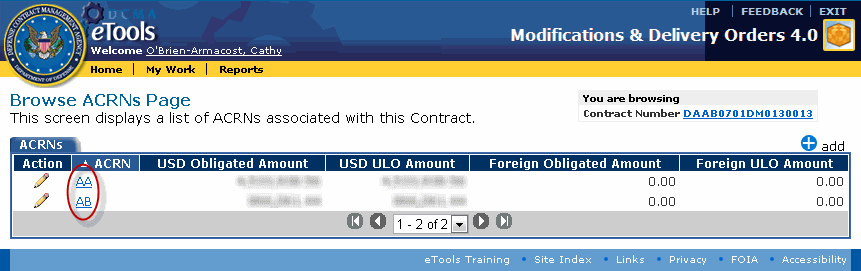 HELP | FEEDBACK | EXIT
DCMA
eTools
Welcome O'Brien-Armacost, Cathy
Modifications & Delivery Orders 4.0
DEFENSE CONTRACT MANAGEMENT AGENCY
DEPARTMENT OF DEFENSE
Home | My Work | Reports
Browse ACRNs Page
This screen displays a list of ACRNs associated with this Contract.
You are browsing
Contract Number DAAB0701DM0130013
ACRNs
add
Action ACRN USD Obligated Amount USD ULO Amount Foreign Obligated Amount Foreign ULO Amount
AA 0.00 0.00
AB 0.00 0.00
1 - 2 of 2
eTools Training • Site Index • Links • Privacy • FOIA • Accessibility